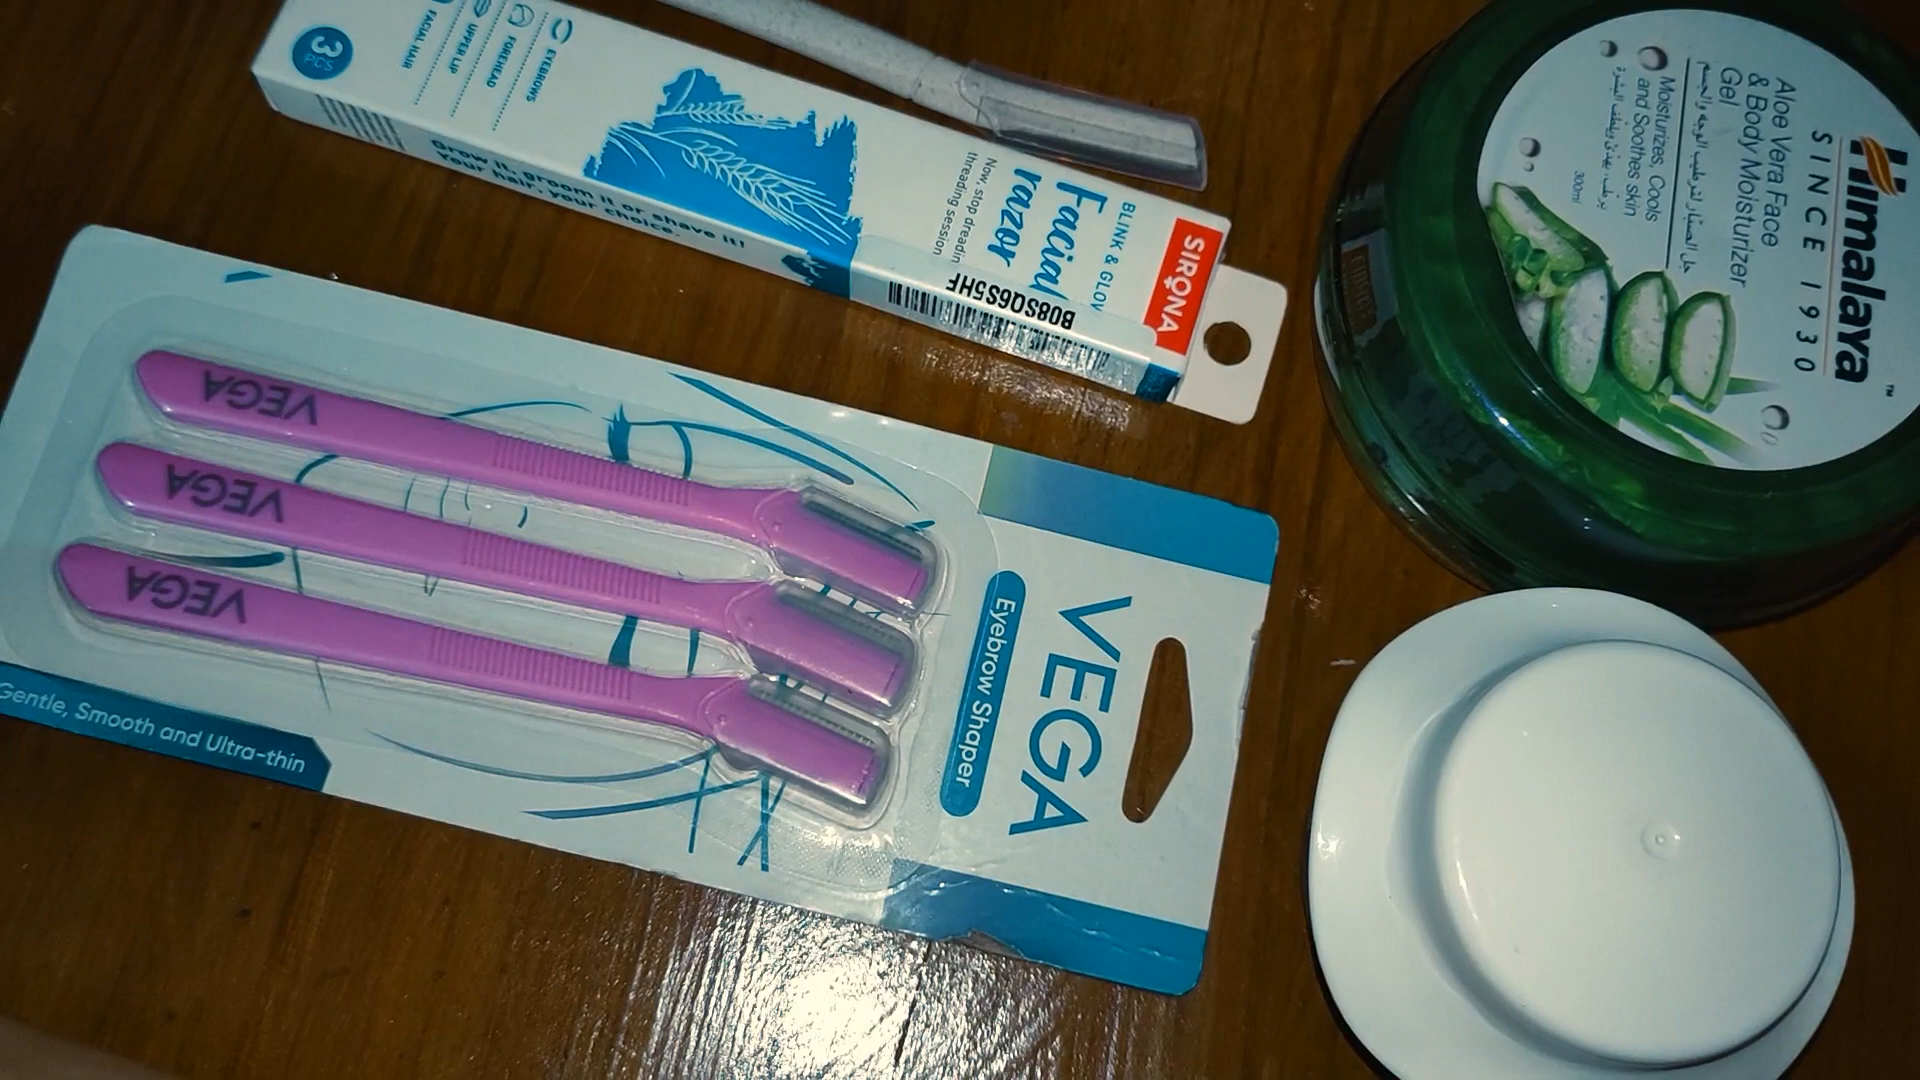 3
PCS
EYEBROWS
FOREHEAD
UPPER LIP
FACIAL HAIR
Grow it, groom it or shave it!
Your hair, your choice.
SIRONA
BLINK & GLOW
Facial
razor
Now, stop
threading session
B08SQ6S5HF
Himalaya
™
SINCE 1930
Aloe Vera Face
& Body Moisturizer
Gel
Moisturizes, Cools
and Soothes skin
300ml
VEGA
Eyebrow Shaper
VEGA
VEGA
VEGA
Gentle, Smooth and Ultra-thin